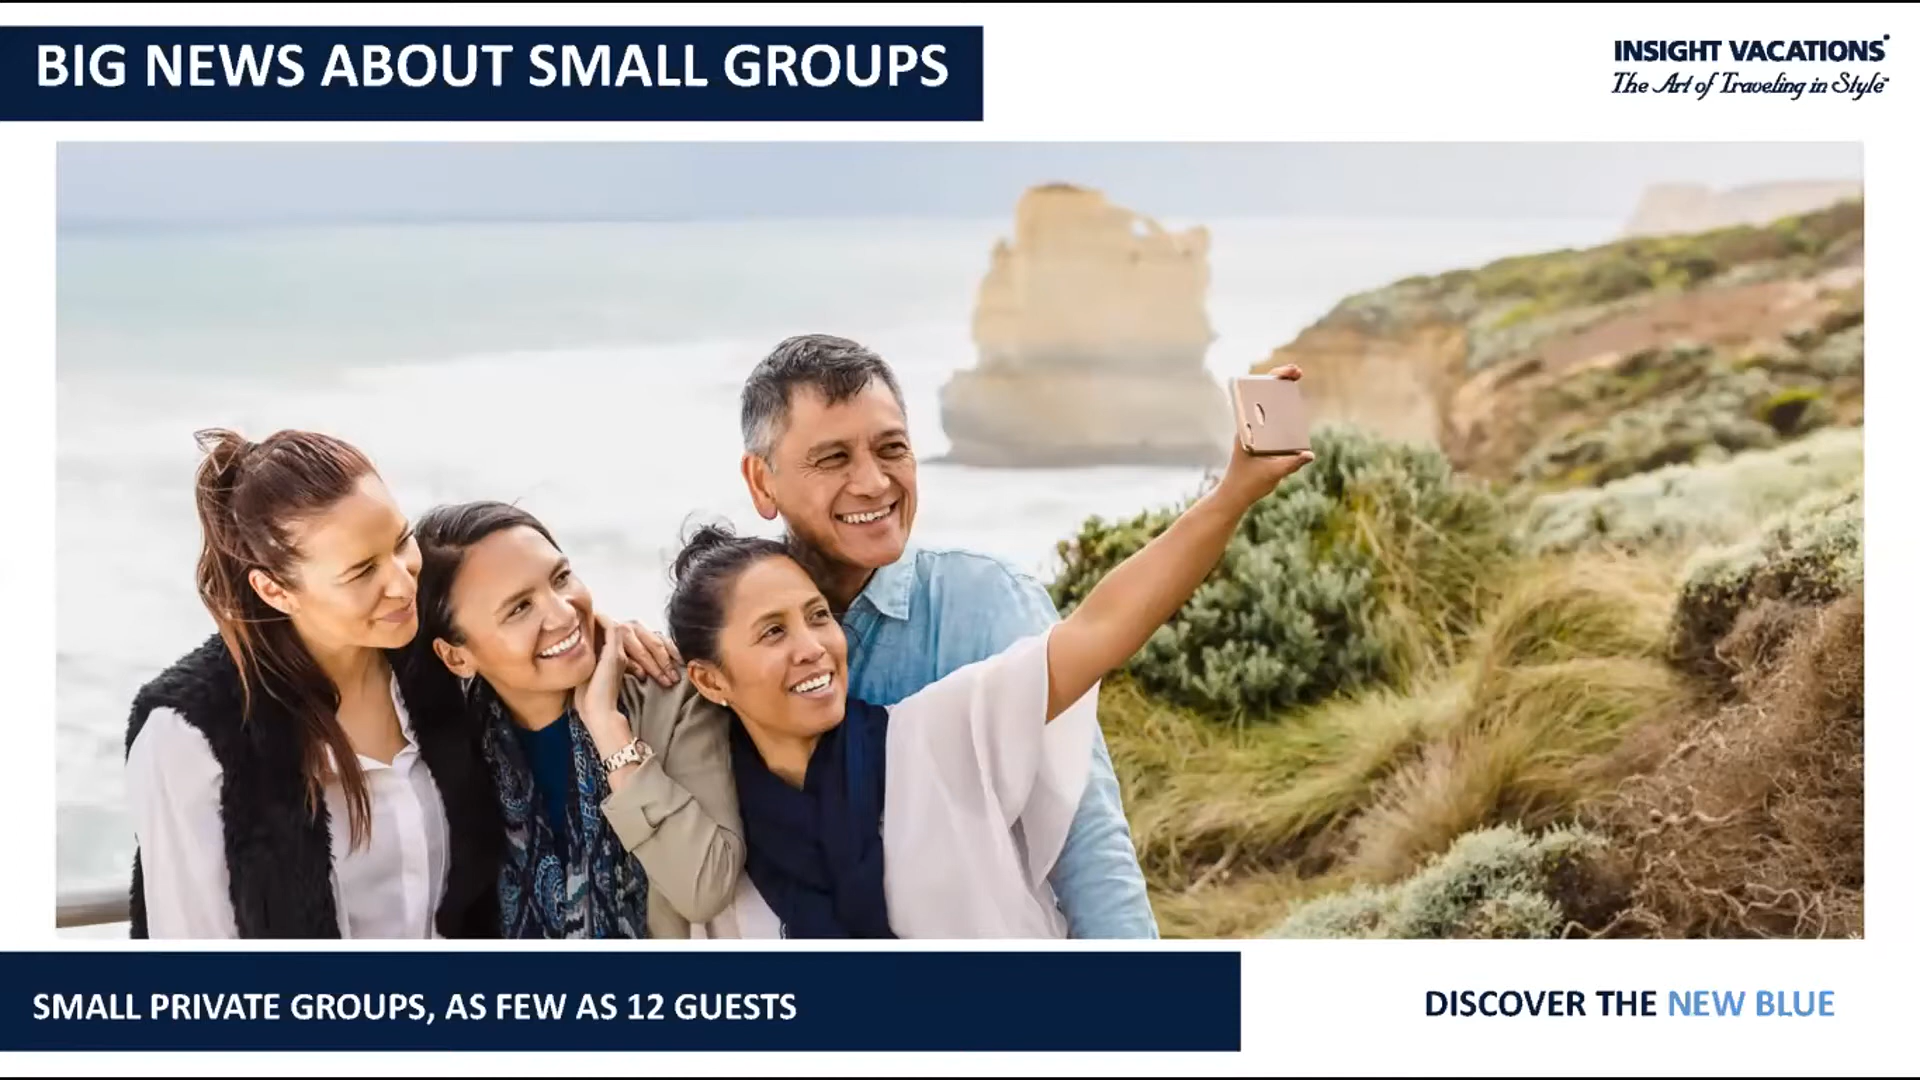 BIG NEWS ABOUT SMALL GROUPS
INSIGHT VACATIONS®
The Art of Traveling in Style™
SMALL PRIVATE GROUPS, AS FEW AS 12 GUESTS
DISCOVER THE NEW BLUE